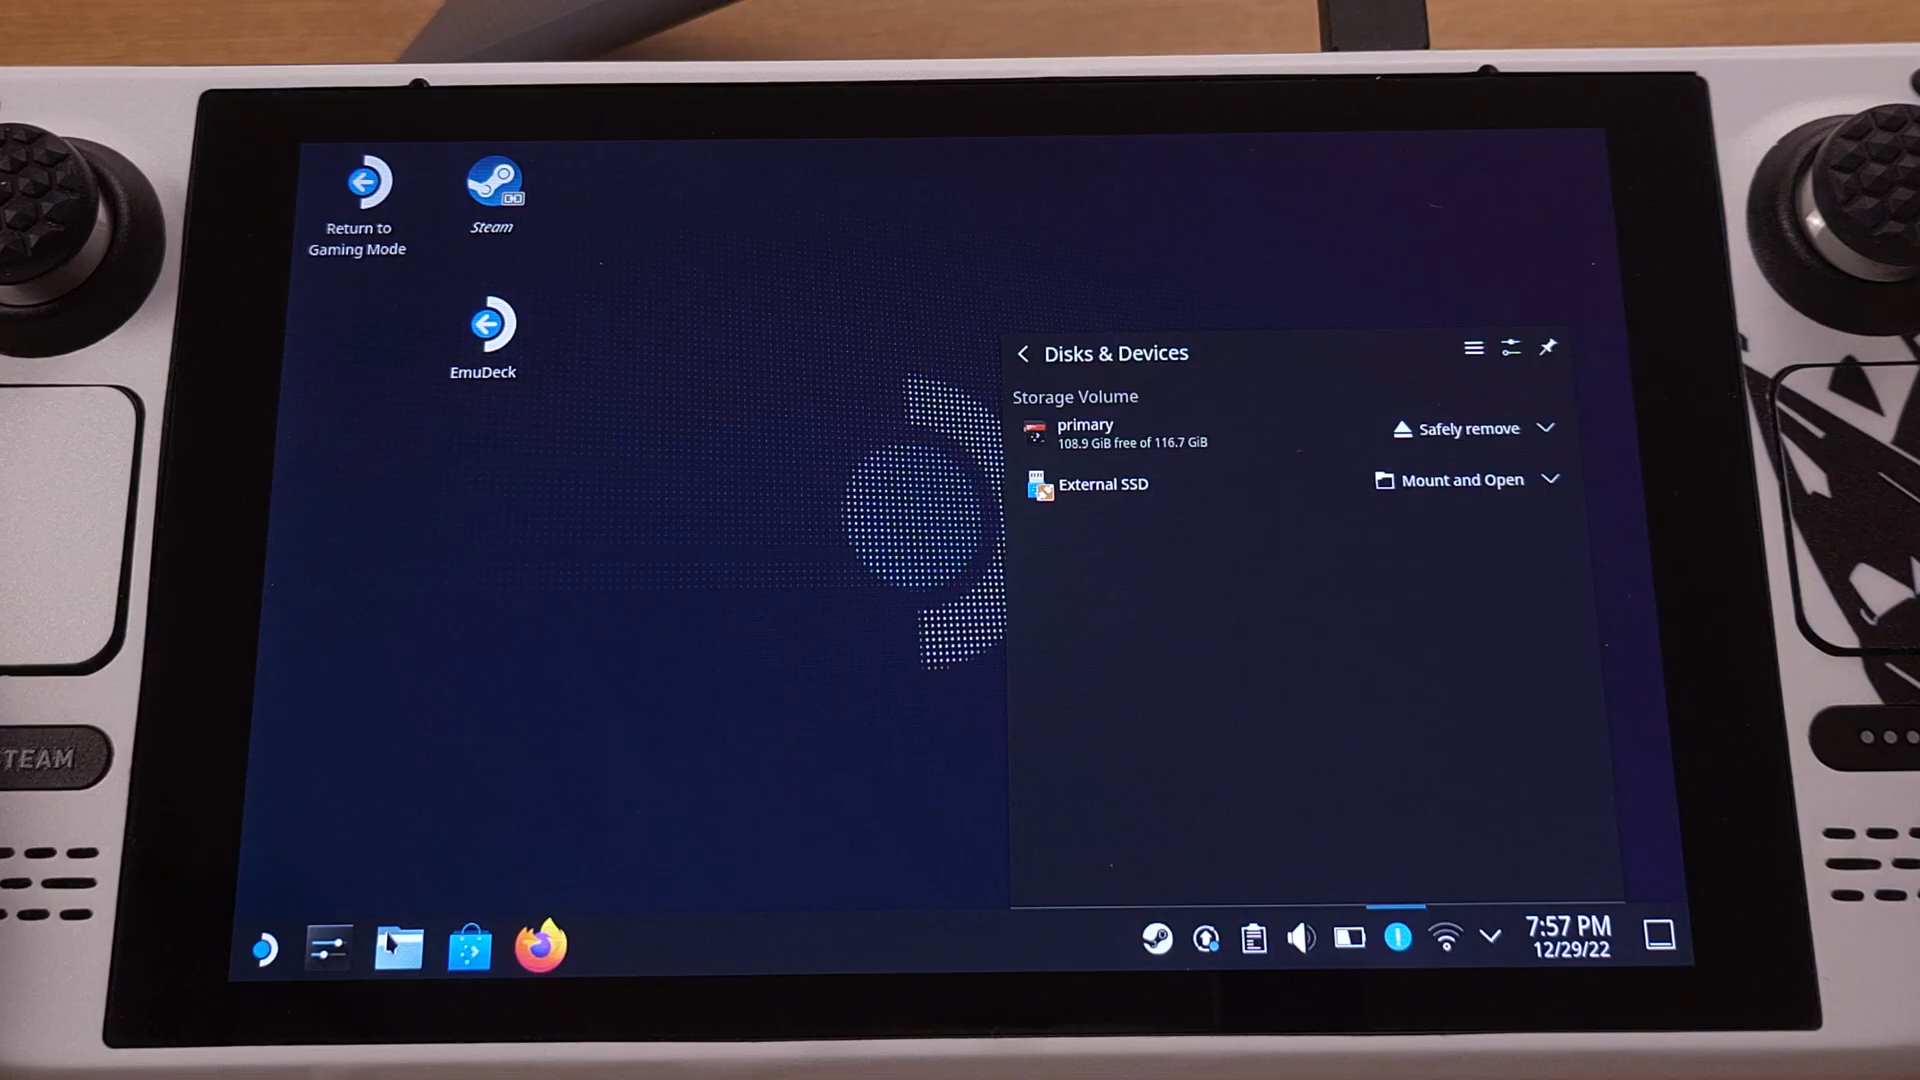 Return to
Gaming Mode
Steam
EmuDeck
Disks & Devices
Storage Volume
primary
108.9 GiB free of 116.7 GiB
Safely remove
External SSD
Mount and Open
TEAM
7:57 PM
12/29/22